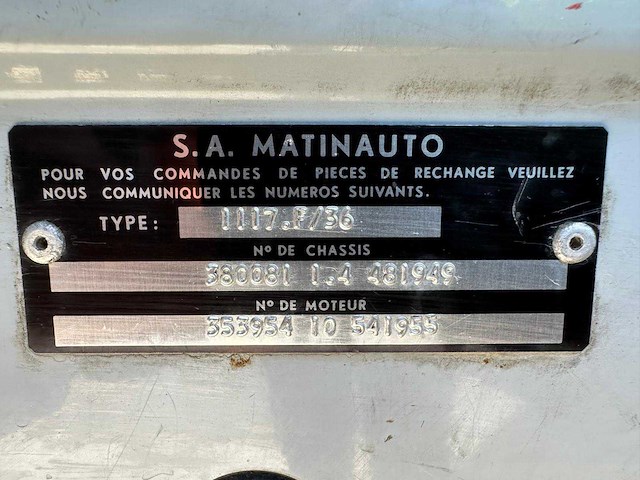 S.A. MATINAUTO
POUR VOS COMMANDES DE PIECES DE RECHANGE VEUILLEZ
NOUS COMMUNIQUER LES NUMEROS SUIVANTS.
TYPE: 1117.P/36
Nº DE CHASSIS
380081 1.4 481949
Nº DE MOTEUR
353954 10 541955